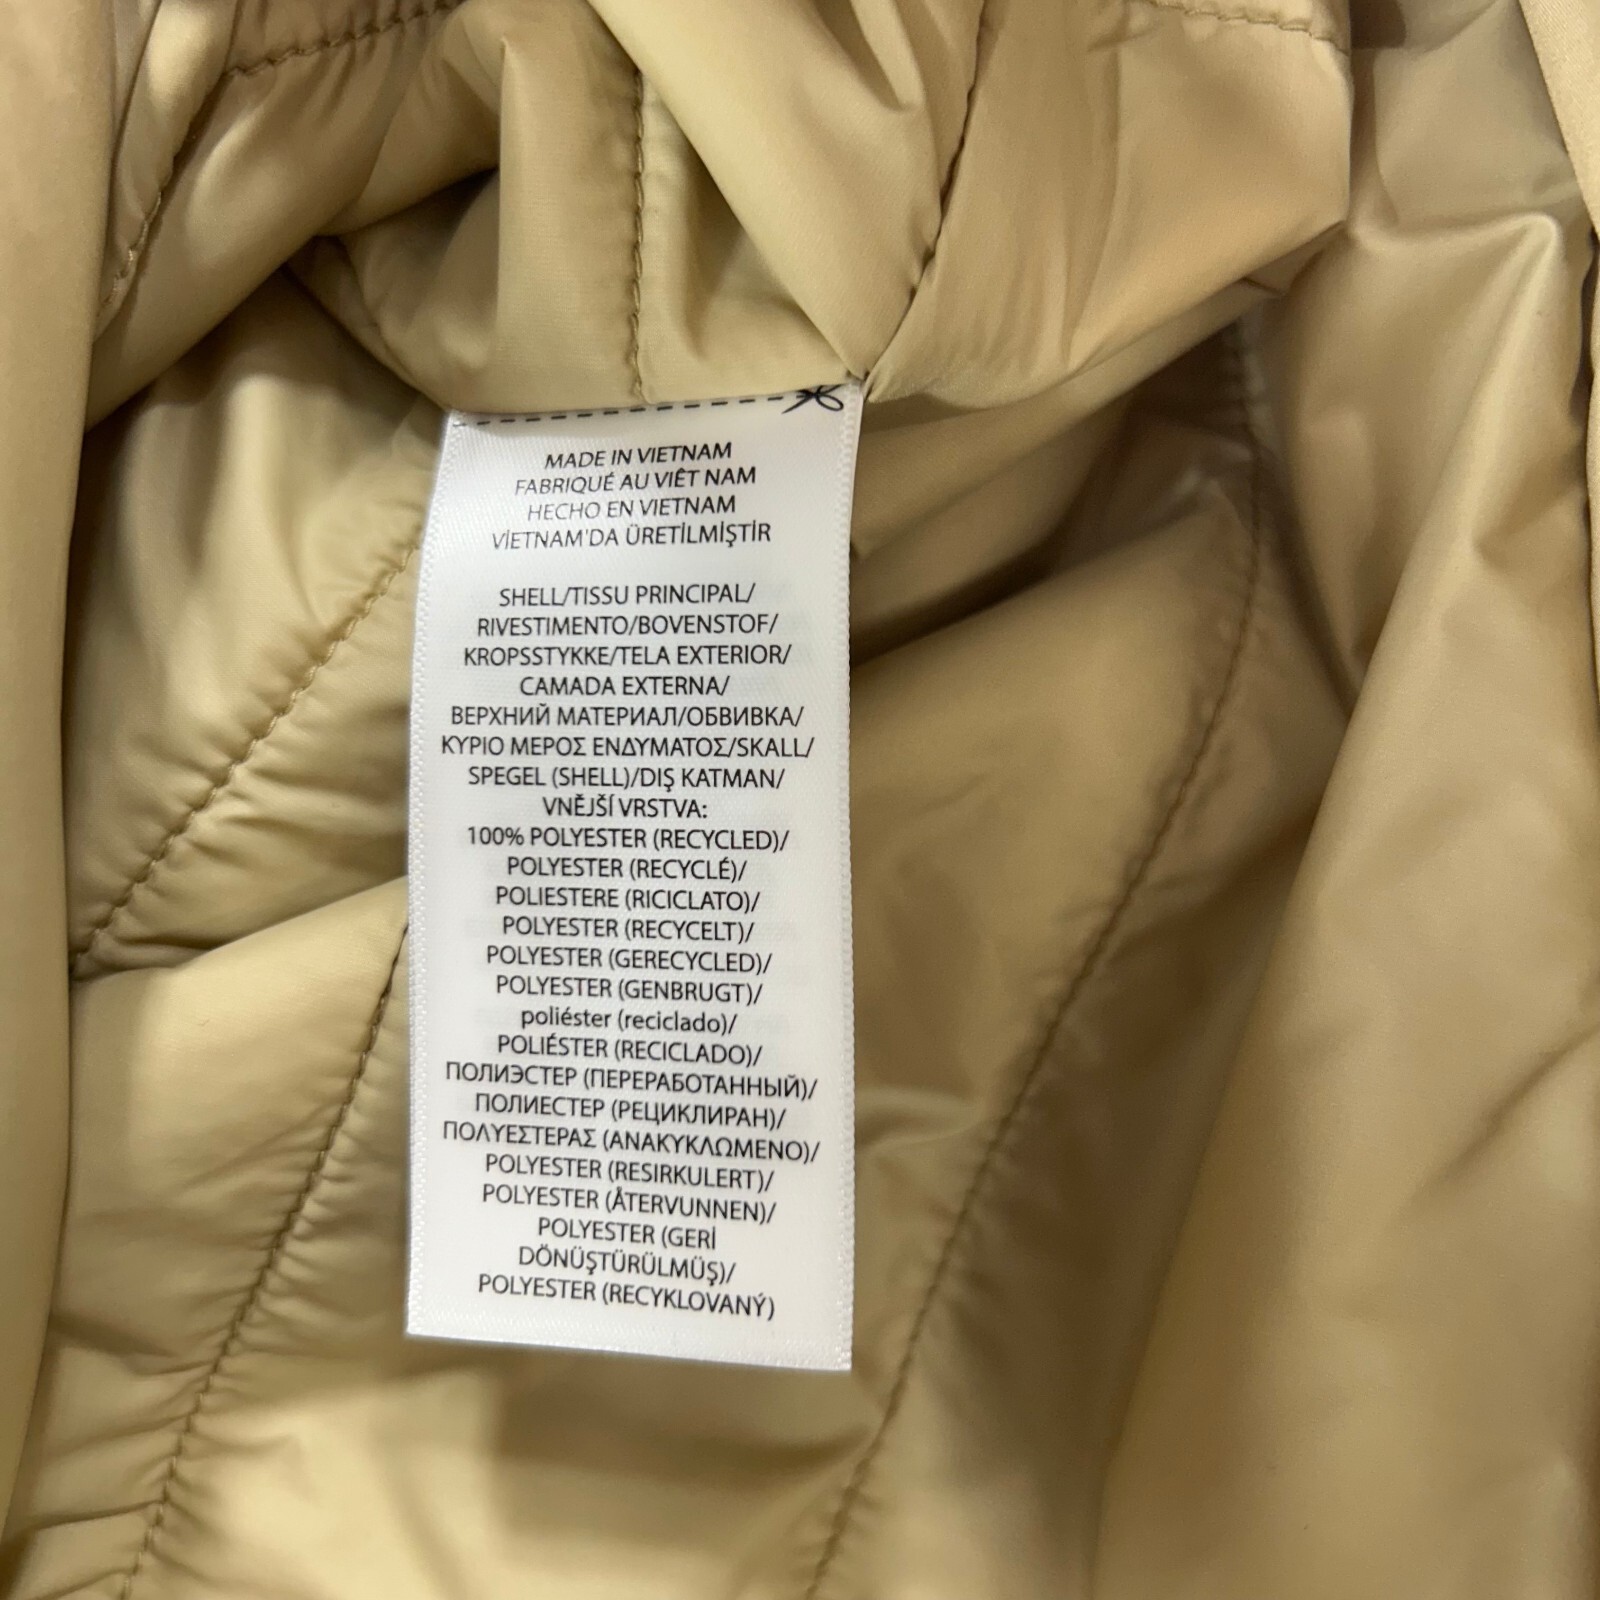 MADE IN VIETNAM
FABRIQUÉ AU VIÊT NAM
HECHO EN VIETNAM
VİETNAM'DA ÜRETİLMİŞTİR
SHELL/TISSU PRINCIPAL/
RIVESTIMENTO/BOVENSTOF/
KROPSSTYKKE/TELA EXTERIOR/
CAMADA EXTERNA/
ВЕРХНИЙ МАТЕРИАЛ/ОБВИВКА/
ΚΥΡΙΟ ΜΕΡΟΣ ΕΝΔΥΜΑΤΟΣ/SKALL/
SPEGEL (SHELL)/DIŞ KATMAN/
VNĚJŠÍ VRSTVA:
100% POLYESTER (RECYCLED)/
POLYESTER (RECYCLÉ)/
POLIESTERE (RICICLATO)/
POLYESTER (RECYCELT)/
POLYESTER (GERECYCLED)/
POLYESTER (GENBRUGT)/
poliéster (reciclado)/
POLIÉSTER (RECICLADO)/
ПОЛИЭСТЕР (ПЕРЕРАБОТАННЫЙ)/
ПОЛИЕСТЕР (РЕЦИКЛИРАН)/
ΠΟΛΥΕΣΤΕΡΑΣ (ΑΝΑΚΥΚΛΩΜΕΝΟ)/
POLYESTER (RESIRKULERT)/
POLYESTER (ÅTERVUNNEN)/
POLYESTER (GERİ
DÖNÜŞTÜRÜLMÜŞ)/
POLYESTER (RECYKLOVANÝ)